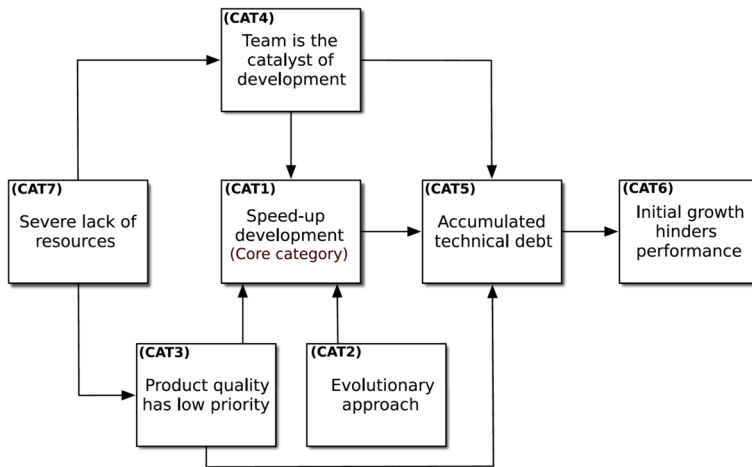 (CAT4)
Team is the
catalyst of
development
(CAT7)
Severe lack of
resources
(CAT1)
Speed-up
development
(Core category)
(CAT5)
Accumulated
technical debt
(CAT6)
Initial growth
hinders
performance
(CAT3)
Product quality
has low priority
(CAT2)
Evolutionary
approach